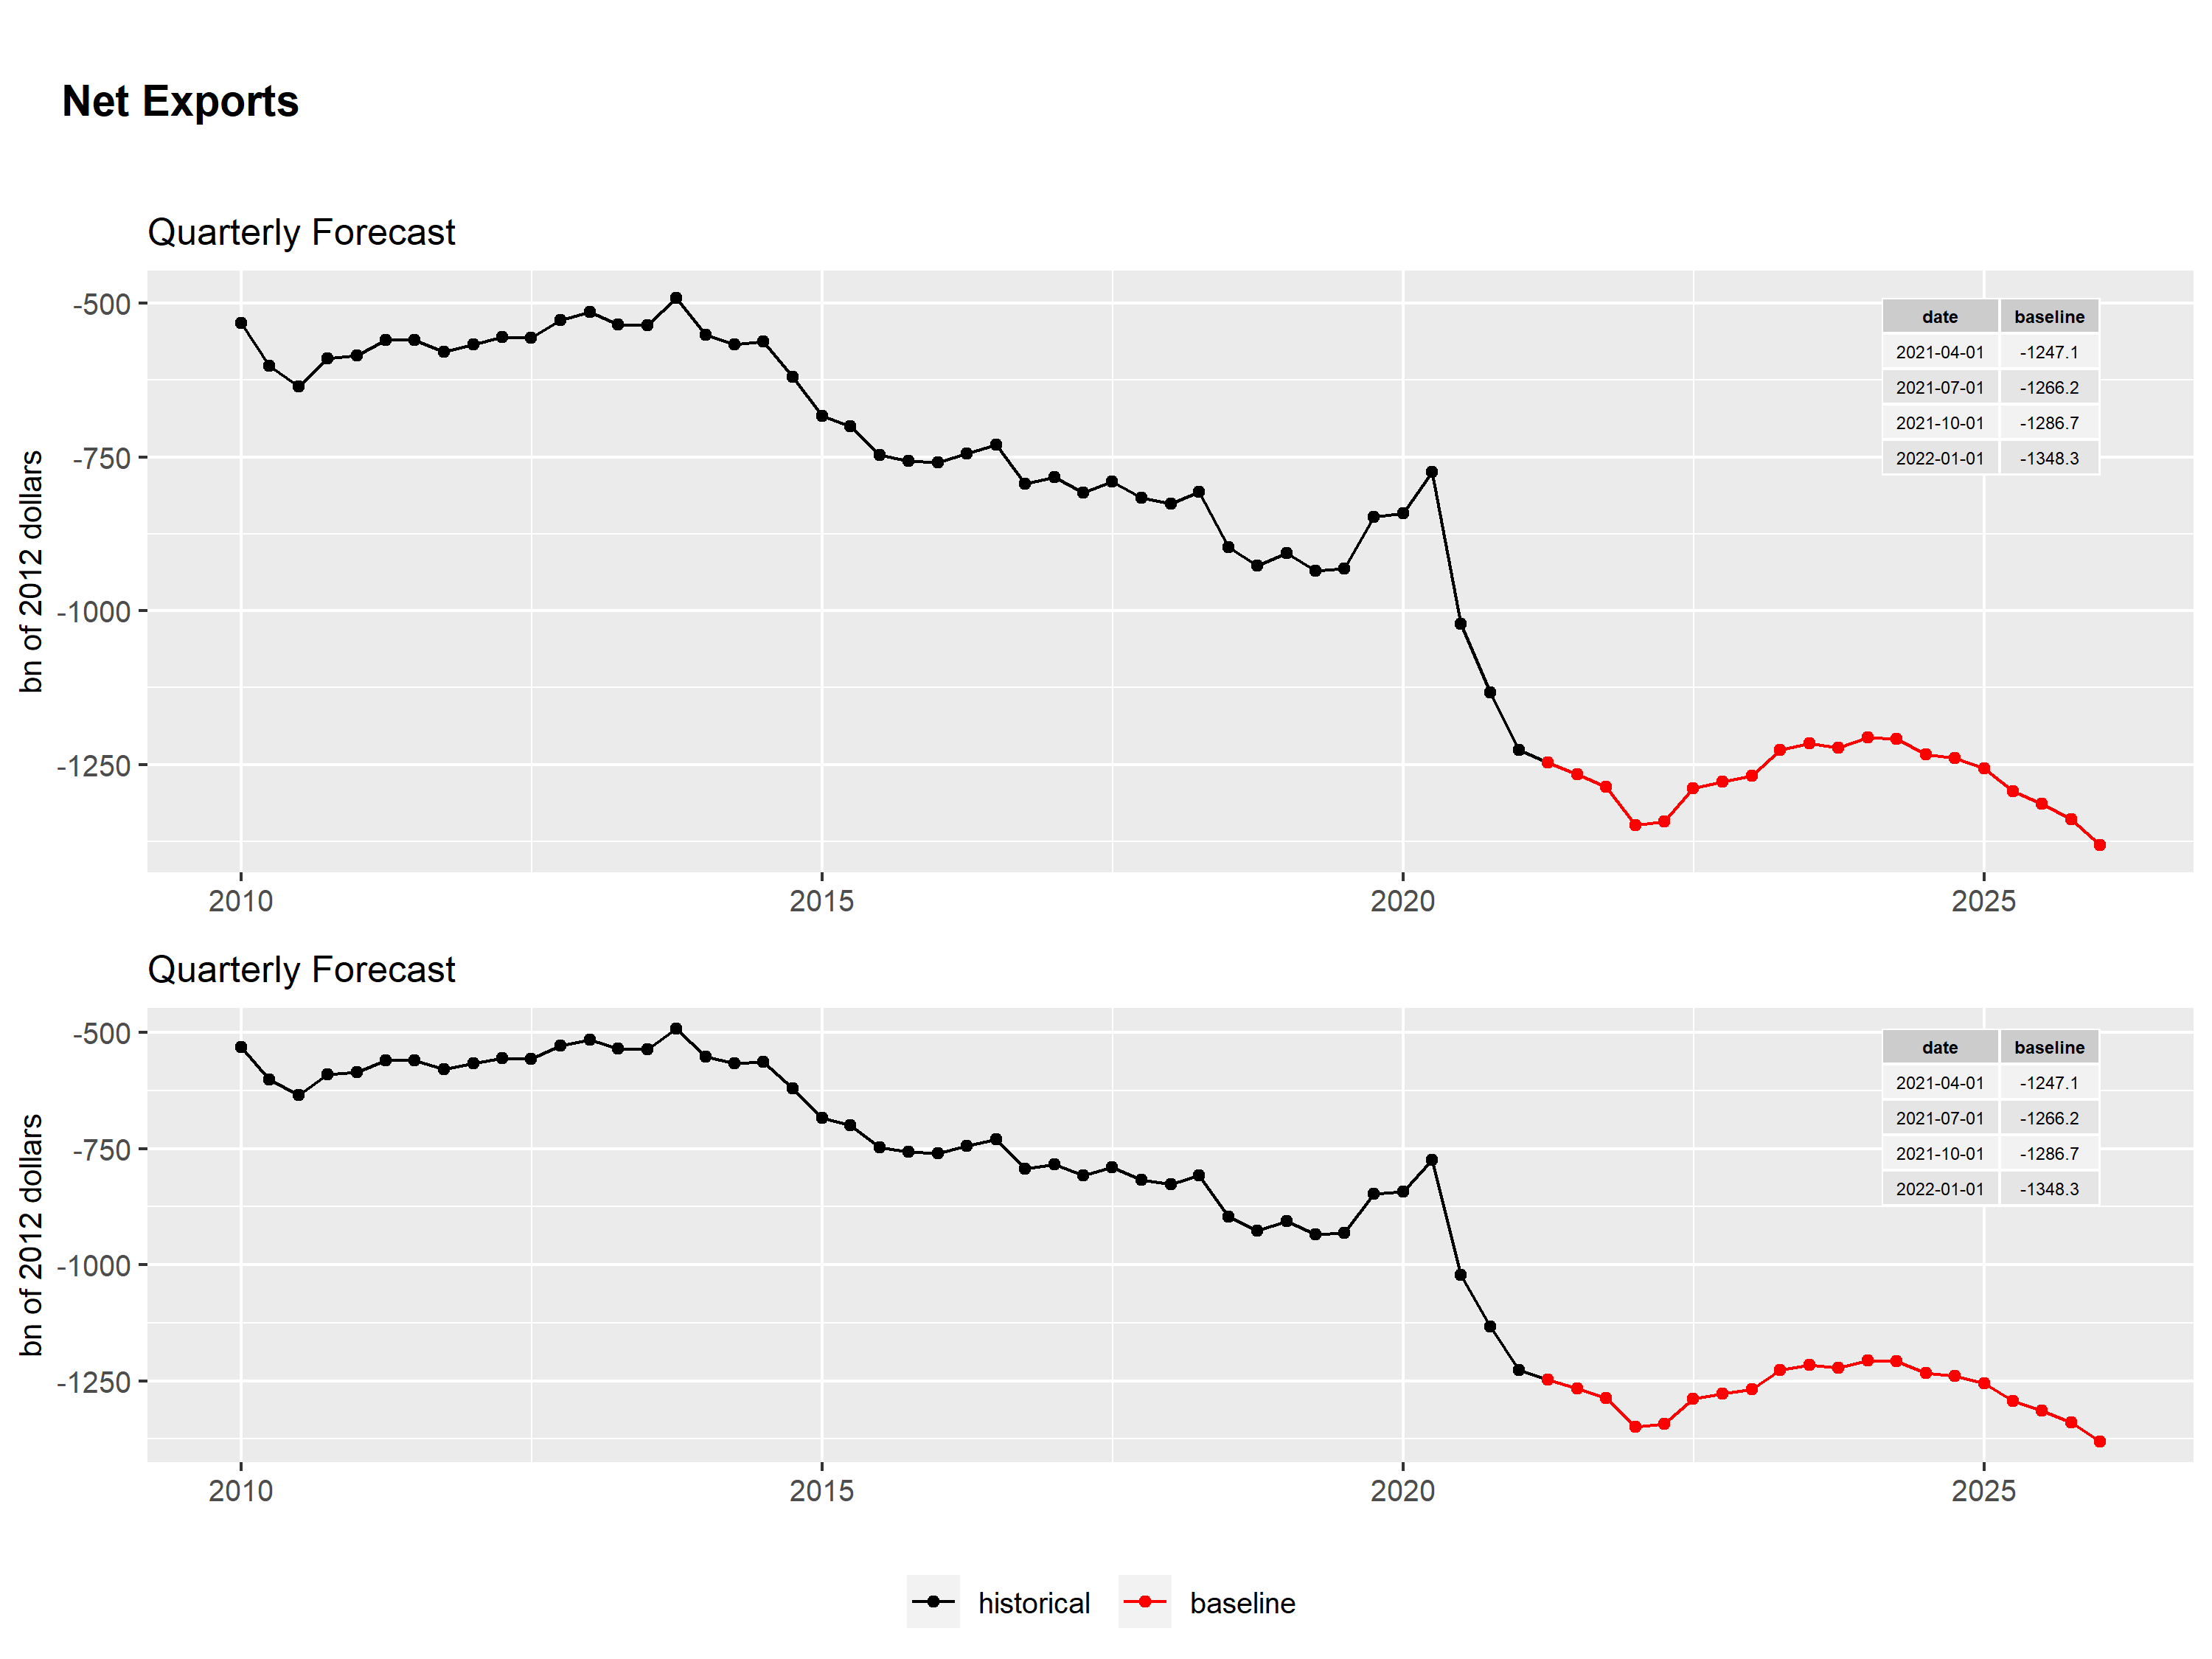 Net Exports
Quarterly Forecast
bn of 2012 dollars
-500
-750
-1000
-1250
2010 2015 2020 2025
date baseline
2021-04-01 -1247.1
2021-07-01 -1266.2
2021-10-01 -1286.7
2022-01-01 -1348.3
Quarterly Forecast
bn of 2012 dollars
-500
-750
-1000
-1250
2010 2015 2020 2025
date baseline
2021-04-01 -1247.1
2021-07-01 -1266.2
2021-10-01 -1286.7
2022-01-01 -1348.3
historical baseline